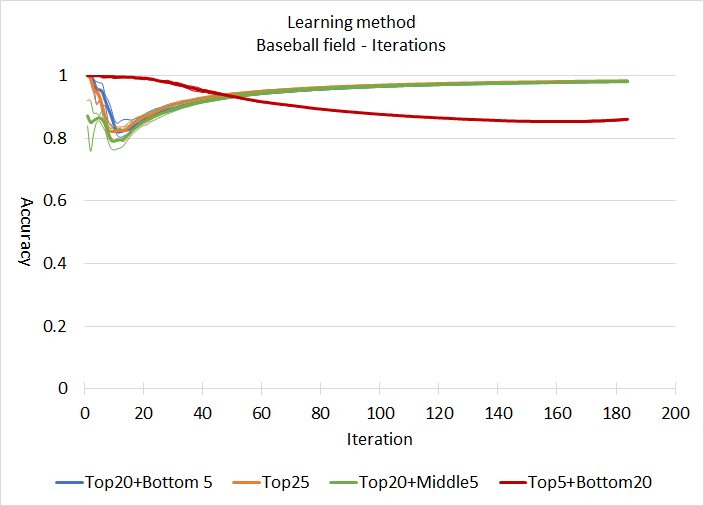 Learning method
Baseball field - Iterations
1
0.8
0.6
0.4
0.2
0
Accuracy
0 20 40 60 80 100 120 140 160 180 200
Iteration
Top20+Bottom 5 Top25 Top20+Middle5 Top5+Bottom20